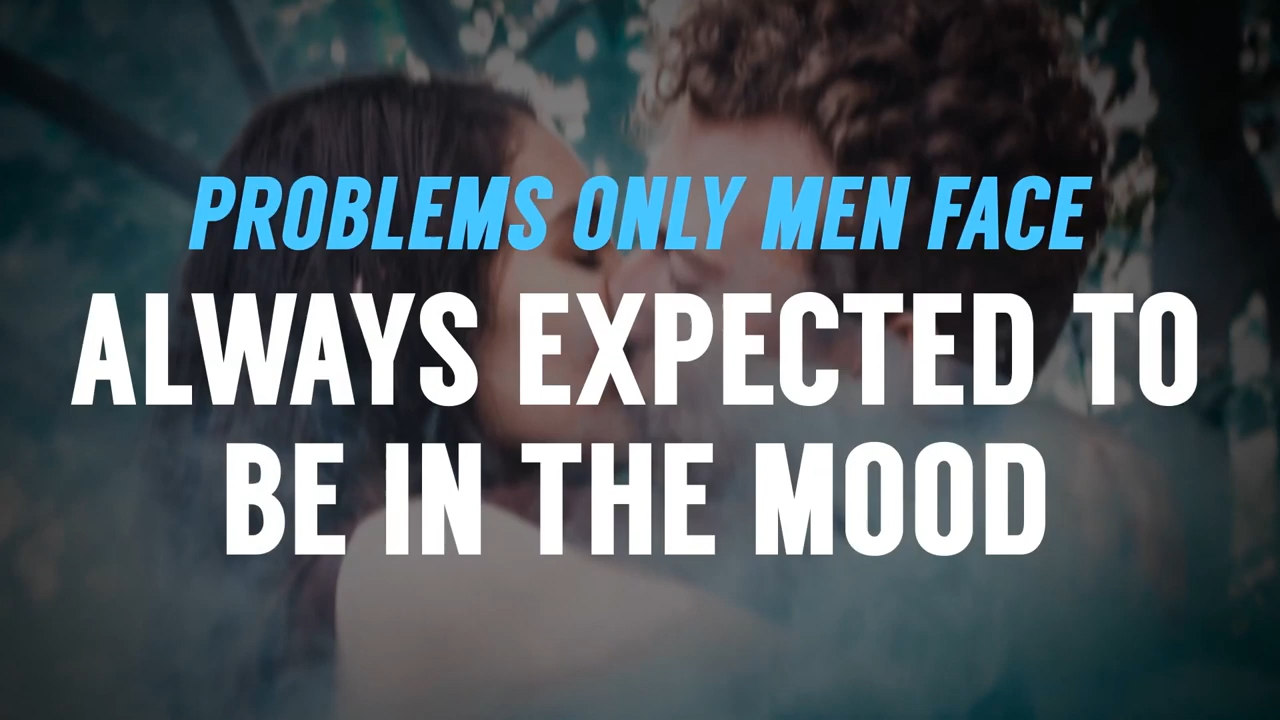 PROBLEMS ONLY MEN FACE
ALWAYS EXPECTED TO
BE IN THE MOOD